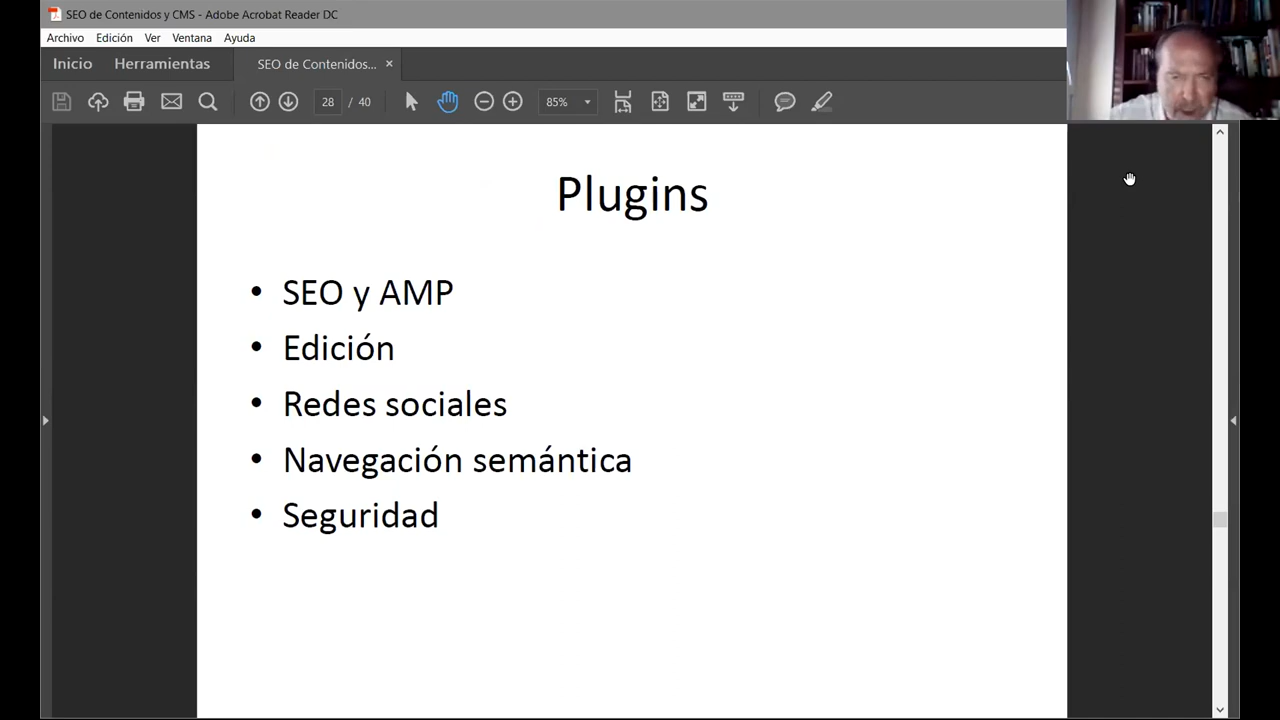 SEO de Contenidos y CMS - Adobe Acrobat Reader DC
Archivo Edición Ver Ventana Ayuda
Inicio Herramientas SEO de Contenidos... ×
28 / 40 85%
Plugins
• SEO y AMP
• Edición
• Redes sociales
• Navegación semántica
• Seguridad